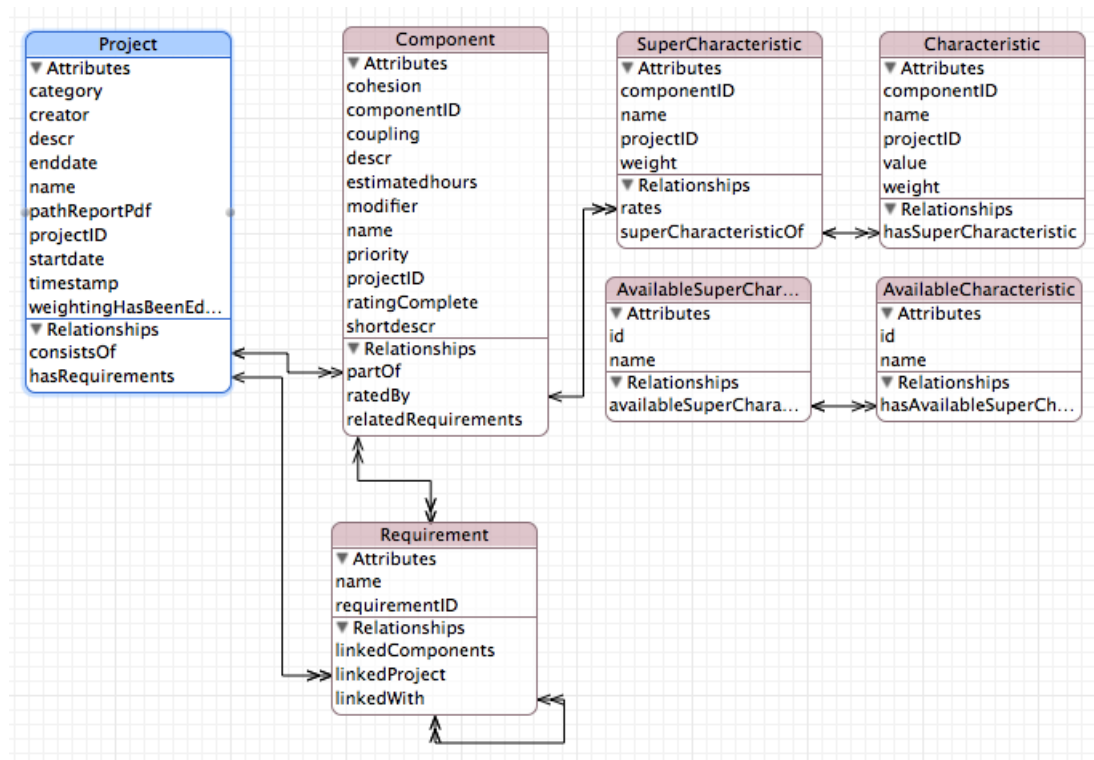 Project
Attributes
category
creator
descr
enddate
name
pathReportPdf
projectID
startdate
timestamp
weightingHasBeenEd...
Relationships
consistsOf
hasRequirements
Component
Attributes
cohesion
componentID
coupling
descr
estimatedhours
modifier
name
priority
projectID
ratingComplete
shortdescr
Relationships
partOf
ratedBy
relatedRequirements
SuperCharacteristic
Attributes
componentID
name
projectID
weight
Relationships
rates
superCharacteristicOf
Characteristic
Attributes
componentID
name
projectID
value
weight
Relationships
hasSuperCharacteristic
AvailableSuperChar...
Attributes
id
name
Relationships
availableSuperChara...
AvailableCharacteristic
Attributes
id
name
Relationships
hasAvailableSuperCh...
Requirement
Attributes
name
requirementID
Relationships
linkedComponents
linkedProject
linkedWith